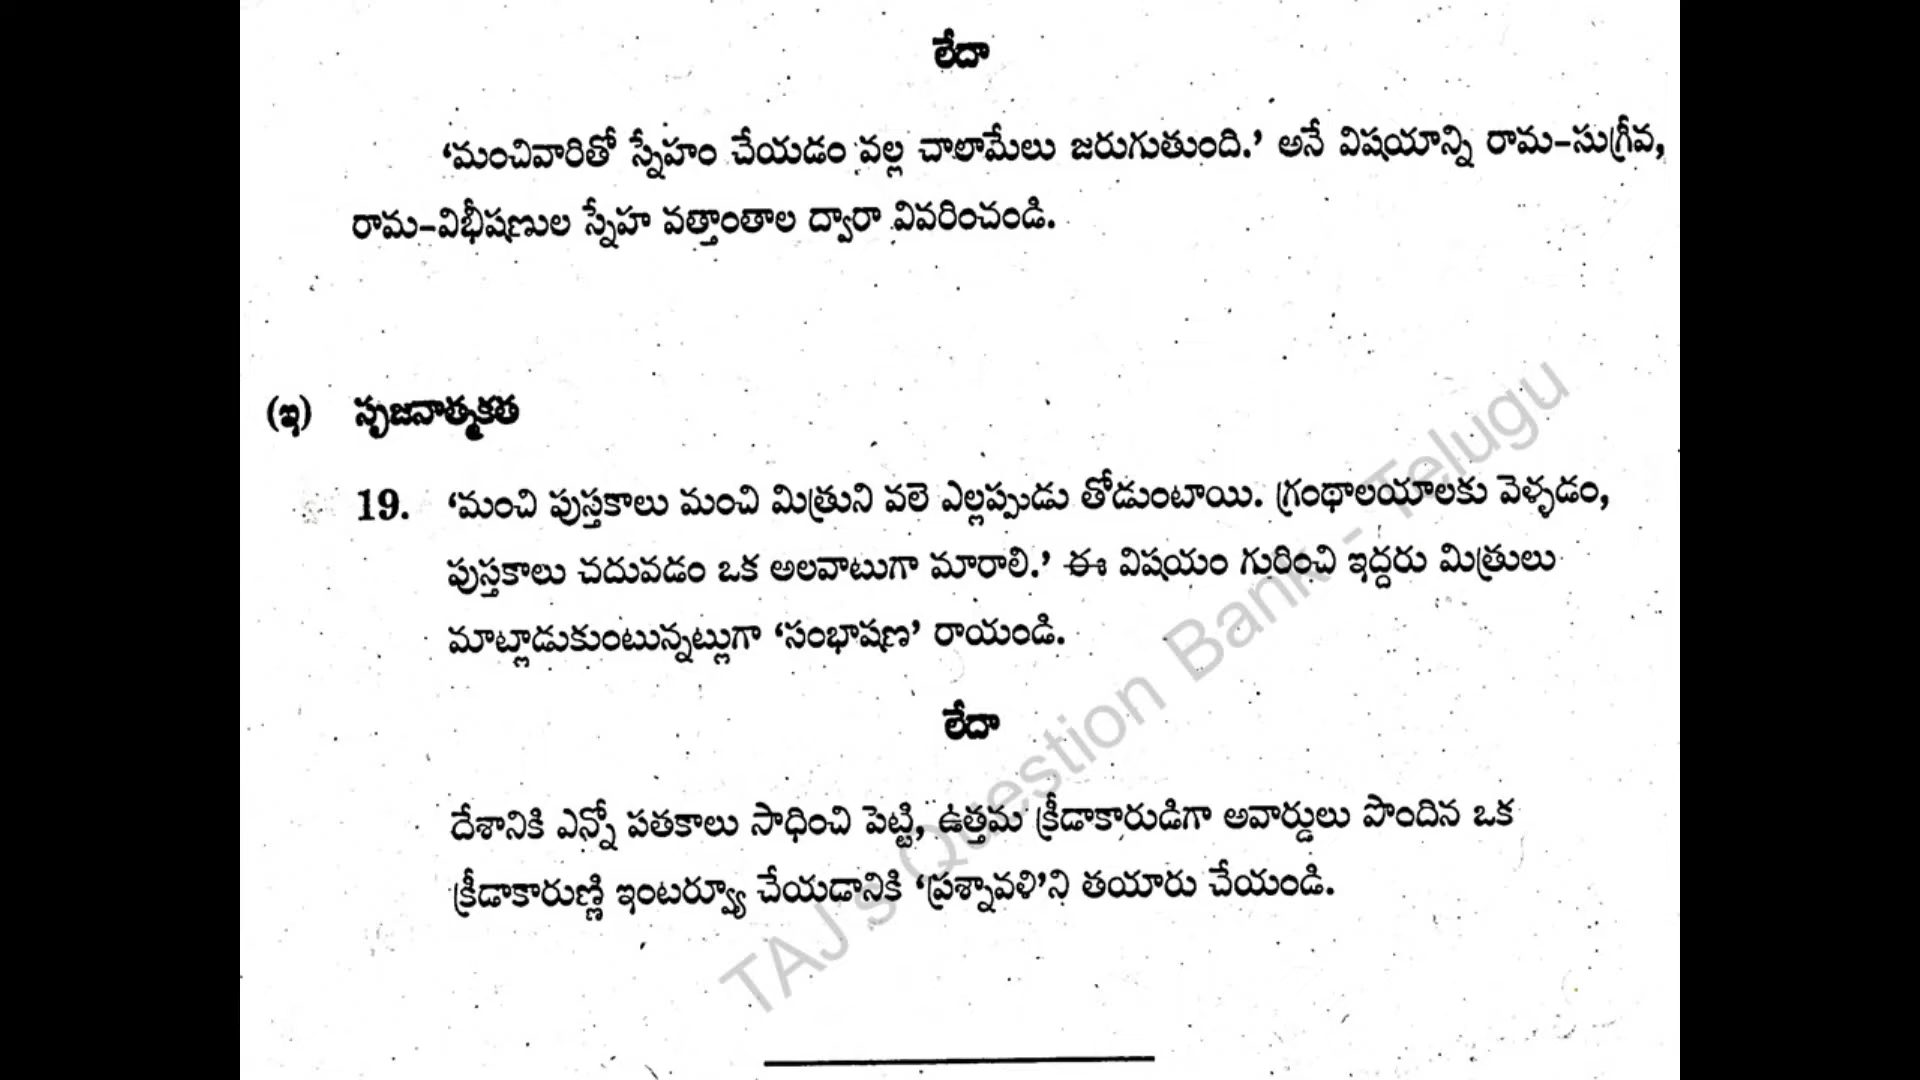 లేదా
‘మంచివారితో స్నేహం చేయడం వల్ల చాలామేలు జరుగుతుంది.’ అనే విషయాన్ని రామ–సుగ్రీవ,
రామ–విభీషణుల స్నేహ వత్తాంతాల ద్వారా వివరించండి.
(ఇ) సృజనాత్మకత
19. ‘మంచి పుస్తకాలు మంచి మిత్రుని వలె ఎల్లప్పుడు తోడుంటాయి. గ్రంథాలయాలకు వెళ్ళడం,
పుస్తకాలు చదువడం ఒక అలవాటుగా మారాలి.’ ఈ విషయం గురించి ఇద్దరు మిత్రులు
మాట్లాడుకుంటున్నట్లుగా ‘సంభాషణ’ రాయండి.
లేదా
దేశానికి ఎన్నో పతకాలు సాధించి పెట్టి, ఉత్తమ క్రీడాకారుడిగా అవార్డులు పొందిన ఒక
క్రీడాకారుణ్ణి ఇంటర్వ్యూ చేయడానికి ‘ప్రశ్నావళి’ని తయారు చేయండి.
TAJ's Question Bank - Telugu